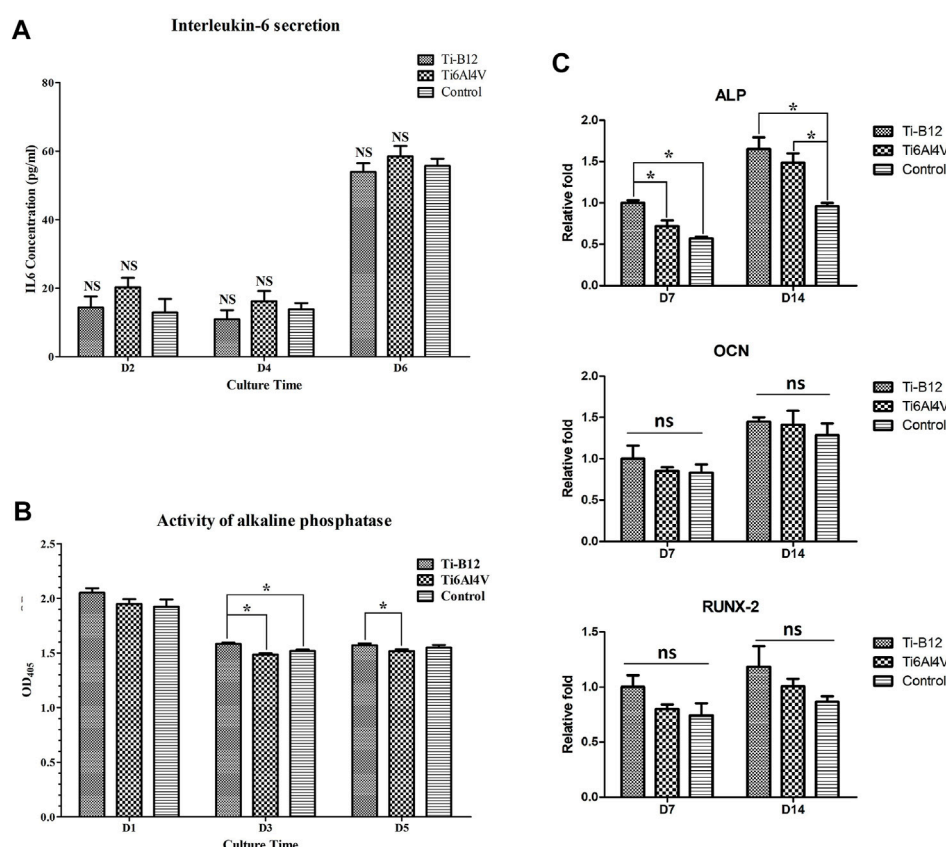 A
Interleukin-6 secretion
Ti-B12
Ti6Al4V
Control
IL6 Concentration (pg/ml)
80
60
40
20
0
NS
NS
NS
NS
NS
NS
D2
D4
D6
Culture Time
B
Activity of alkaline phosphatase
Ti-B12
Ti6Al4V
Control
OD405
2.5
2.0
1.5
1.0
0.5
0.0
*
*
*
D1
D3
D5
Culture Time
C
ALP
Ti-B12
Ti6Al4V
Control
Relative fold
2.0
1.5
1.0
0.5
0.0
*
*
*
*
D7
D14
OCN
Ti-B12
Ti6Al4V
Control
Relative fold
2.0
1.5
1.0
0.5
0.0
ns
ns
D7
D14
RUNX-2
Ti-B12
Ti6Al4V
Control
Relative fold
1.5
1.0
0.5
0.0
ns
ns
D7
D14